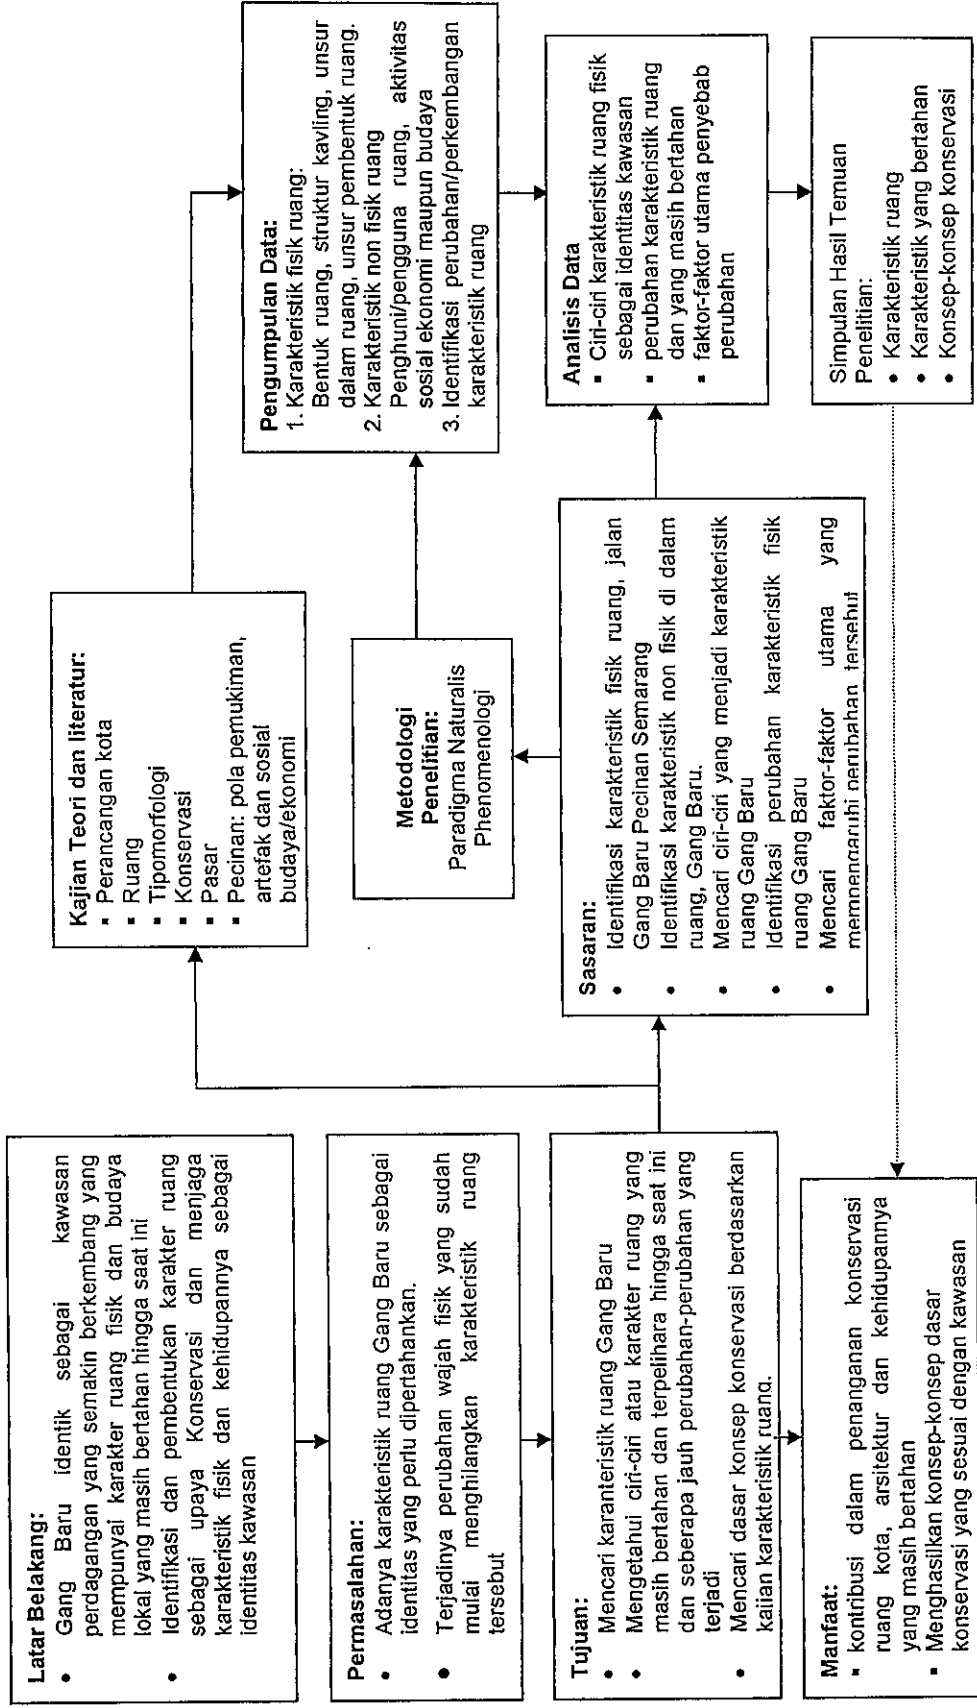 Latar Belakang:
• Gang Baru identik sebagai kawasan
perdagangan yang semakin berkembang yang
mempunyai karakter ruang fisik dan budaya
lokal yang masih bertahan hingga saat ini
• Identifikasi dan pembentukan karakter ruang
sebagai upaya Konservasi dan menjaga
karakteristik fisik dan kehidupannya sebagai
identitas kawasan
Permasalahan:
• Adanya karakteristik ruang Gang Baru sebagai
identitas yang perlu dipertahankan.
• Terjadinya perubahan wajah fisik yang sudah
mulai menghilangkan karakteristik ruang
tersebut
Tujuan:
• Mencari karanteristik ruang Gang Baru
• Mengetahui ciri-ciri atau karakter ruang yang
masih bertahan dan terpelihara hingga saat ini
dan seberapa jauh perubahan-perubahan yang
terjadi
• Mencari dasar konsep konservasi berdasarkan
kajian karakteristik ruang.
Manfaat:
▪ kontribusi dalam penanganan konservasi
ruang kota, arsitektur dan kehidupannya
yang masih bertahan
▪ Menghasilkan konsep-konsep dasar
konservasi yang sesuai dengan kawasan
Kajian Teori dan literatur:
▪ Perancangan kota
▪ Ruang
▪ Tipomorfologi
▪ Konservasi
▪ Pasar
▪ Pecinan: pola pemukiman,
artefak dan sosial
budaya/ekonomi
Metodologi
Penelitian:
Paradigma Naturalis
Phenomenologi
Sasaran:
• Identifikasi karakteristik fisik ruang, jalan
Gang Baru Pecinan Semarang
• Identifikasi karakteristik non fisik di dalam
ruang, Gang Baru.
• Mencari ciri-ciri yang menjadi karakteristik
ruang Gang Baru
• Identifikasi perubahan karakteristik fisik
ruang Gang Baru
• Mencari faktor-faktor utama yang
mempengaruhi perubahan tersebut
Pengumpulan Data:
1. Karakteristik fisik ruang:
Bentuk ruang, struktur kavling, unsur
dalam ruang, unsur pembentuk ruang.
2. Karakteristik non fisik ruang
Penghuni/pengguna ruang, aktivitas
sosial ekonomi maupun budaya
3. Identifikasi perubahan/perkembangan
karakteristik ruang
Analisis Data
▪ Ciri-ciri karakteristik ruang fisik
sebagai identitas kawasan
▪ perubahan karakteristik ruang
dan yang masih bertahan
▪ faktor-faktor utama penyebab
perubahan
Simpulan Hasil Temuan
Penelitian:
• Karakteristik ruang
• Karakteristik yang bertahan
• Konsep-konsep konservasi